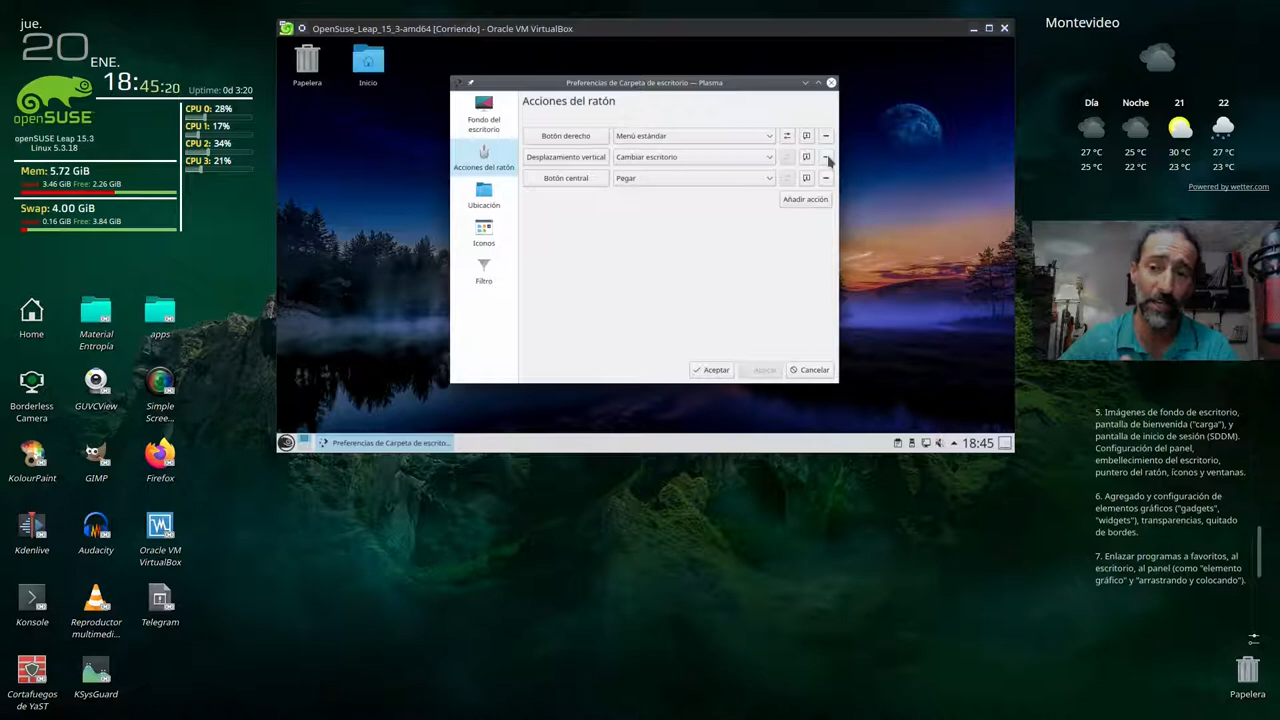 jue.
20
ENE.
18:45:20
Uptime: 0d 3:20
openSUSE
openSUSE Leap 15.3
Linux 5.3.18
CPU 0: 28%
CPU 1: 17%
CPU 2: 34%
CPU 3: 21%
Mem: 5.72 GiB
3.46 GiB Free: 2.26 GiB
Swap: 4.00 GiB
0.16 GiB Free: 3.84 GiB
Home
Material Entropía
apps
Borderless Camera
GUVCView
Simple Scree...
KolourPaint
GIMP
Firefox
Kdenlive
Audacity
Oracle VM VirtualBox
Konsole
Reproductor multimedi...
Telegram
Cortafuegos de YaST
KSysGuard
OpenSuse_Leap_15_3-amd64 [Corriendo] - Oracle VM VirtualBox
Papelera
Inicio
Preferencias de Carpeta de escritorio — Plasma
Fondo del escritorio
Acciones del ratón
Ubicación
Iconos
Filtro
Acciones del ratón
Botón derecho
Menú estándar
Desplazamiento vertical
Cambiar escritorio
Botón central
Pegar
Añadir acción
Aceptar
Aplicar
Cancelar
Preferencias de Carpeta de escrito...
18:45
Montevideo
Día
Noche
21
22
27 °C
25 °C
30 °C
27 °C
25 °C
22 °C
23 °C
23 °C
Powered by wetter.com
5. Imágenes de fondo de escritorio,
pantalla de bienvenida ("carga"), y
pantalla de inicio de sesión (SDDM).
Configuración del panel,
embellecimiento del escritorio,
puntero del ratón, íconos y ventanas.
6. Agregado y configuración de
elementos gráficos ("gadgets",
"widgets"), transparencias, quitado
de bordes.
7. Enlazar programas a favoritos, al
escritorio, al panel (como "elemento
gráfico" y "arrastrando y colocando").
Papelera